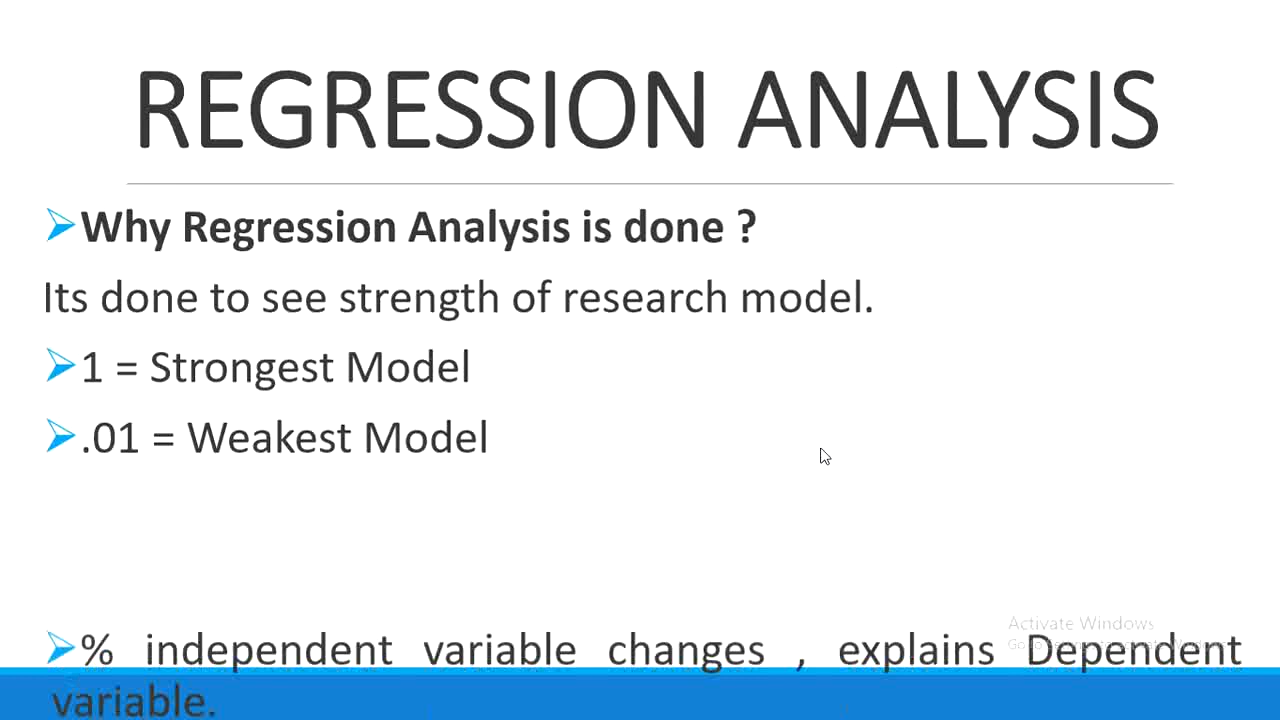 REGRESSION ANALYSIS
Why Regression Analysis is done ?
Its done to see strength of research model.
1 = Strongest Model
.01 = Weakest Model
Activate Windows
% independent variable changes , explains Dependent
variable.